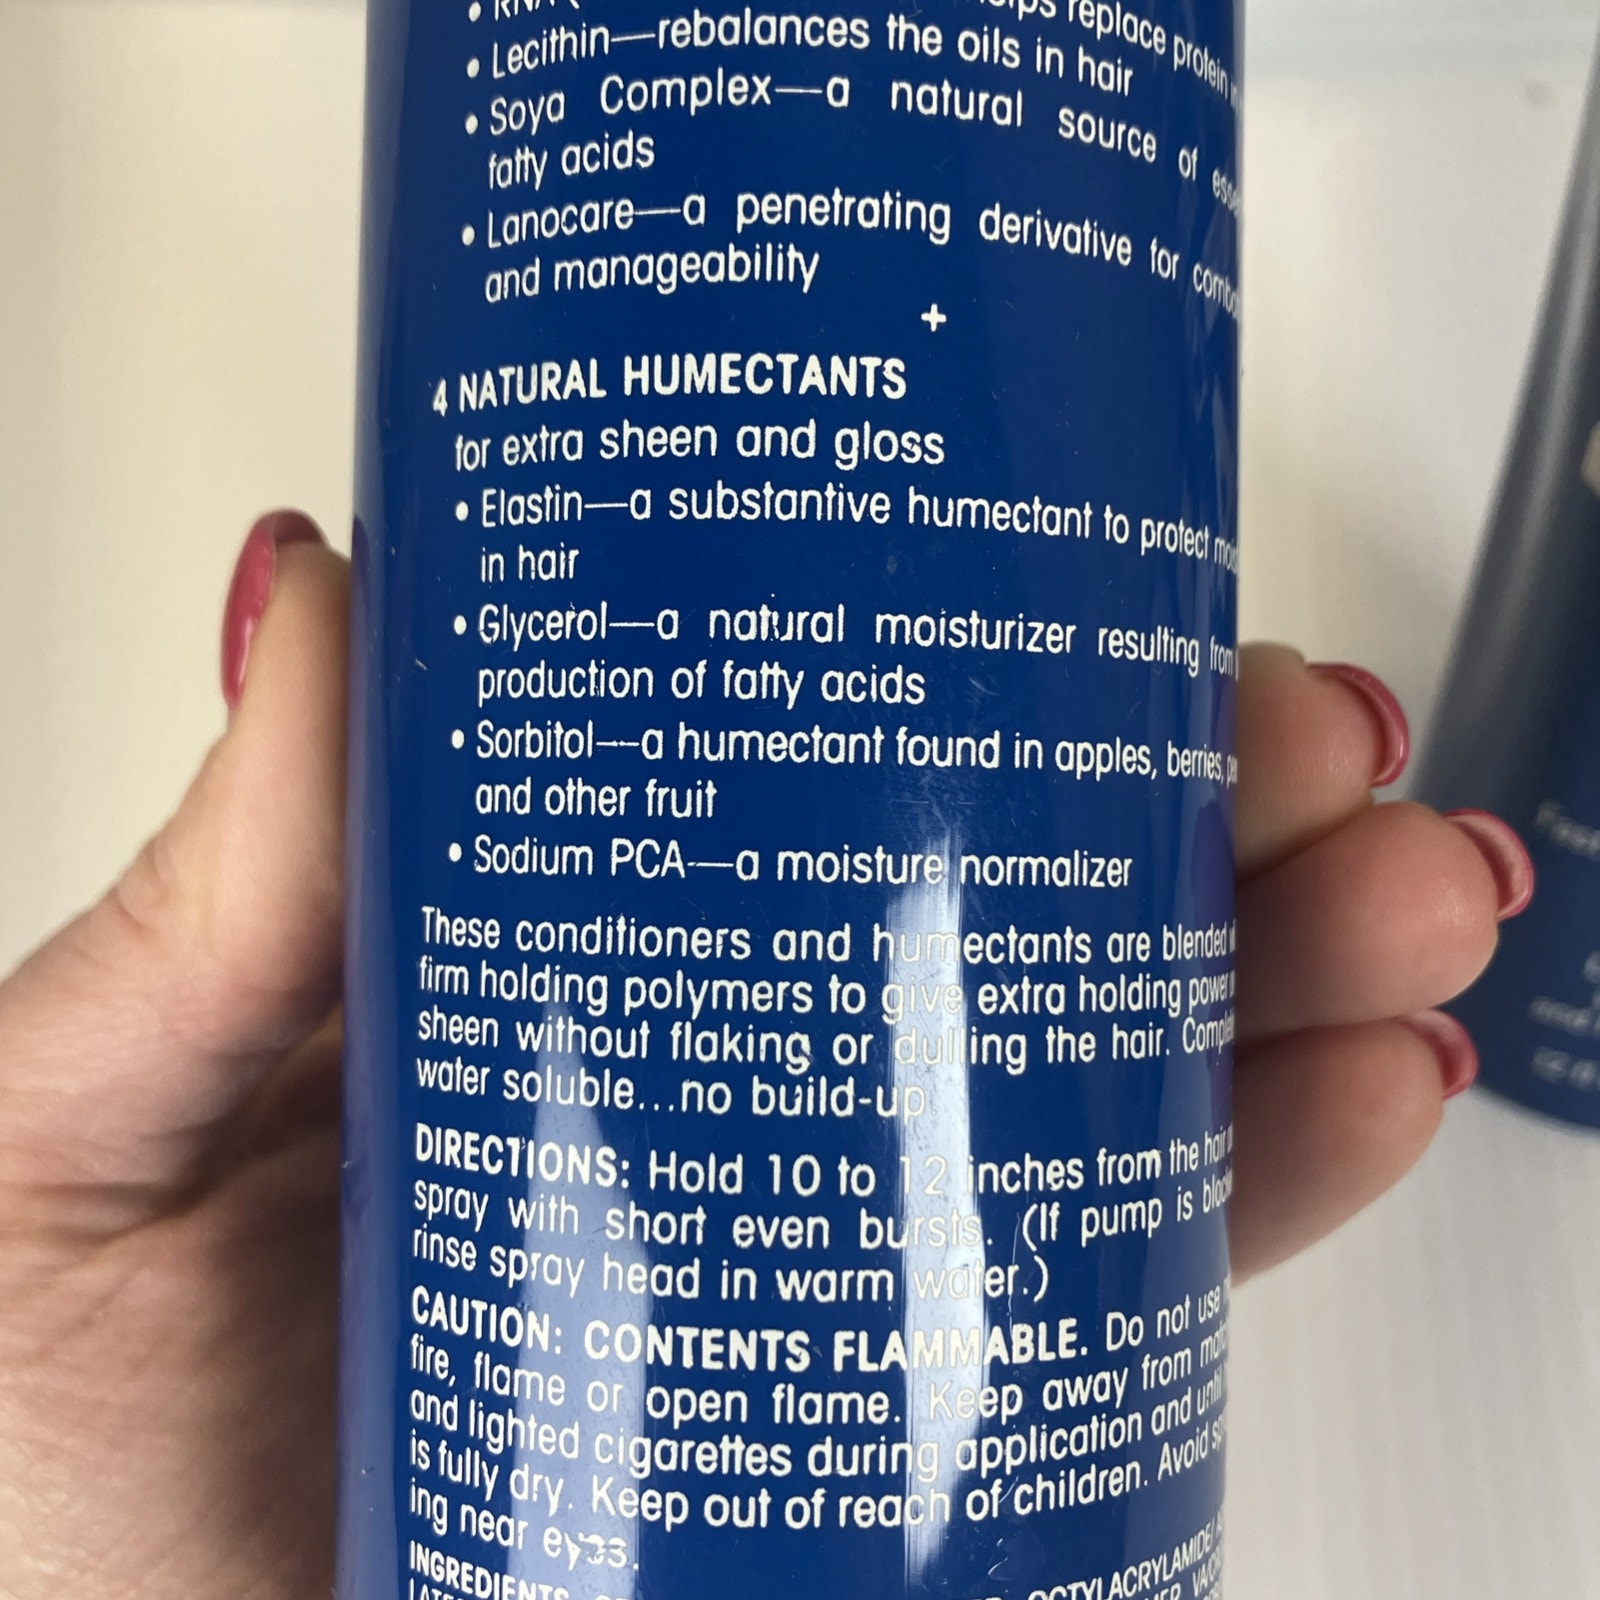 • RNA
helps replace protein
• Lecithin—rebalances the oils in hair
• Soya Complex—a natural source of
fatty acids
• Lanocare—a penetrating derivative for
and manageability
+
4 NATURAL HUMECTANTS
for extra sheen and gloss
• Elastin—a substantive humectant to protect
in hair
• Glycerol—a natural moisturizer resulting from
production of fatty acids
• Sorbitol—a humectant found in apples, berries,
and other fruit
• Sodium PCA—a moisture normalizer
These conditioners and humectants are blended
firm holding polymers to give extra holding power
sheen without flaking or dulling the hair.
water soluble...no build-up.
DIRECTIONS: Hold 10 to 12 inches from the hair
spray with short even bursts. (If pump is
rinse spray head in warm water.)
CAUTION: CONTENTS FLAMMABLE. Do not use
fire, flame or open flame. Keep away from
and lighted cigarettes during application and until
is fully dry. Keep out of reach of children. Avoid
ing near eyes.
INGREDIENTS
OCTYLACRYLAMIDE/